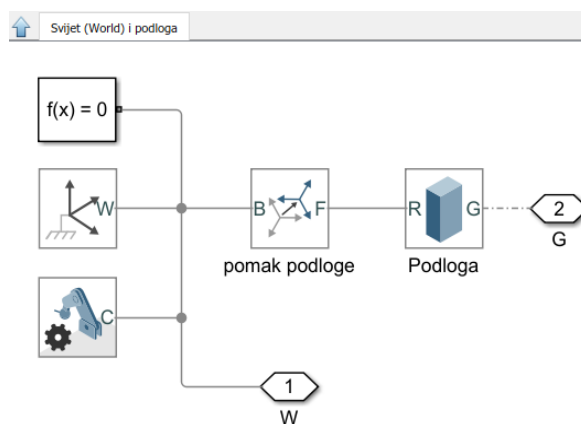 Svijet (World) i podloga
f(x) = 0
W
B
F
R
G
2
G
pomak podloge
Podloga
C
1
W